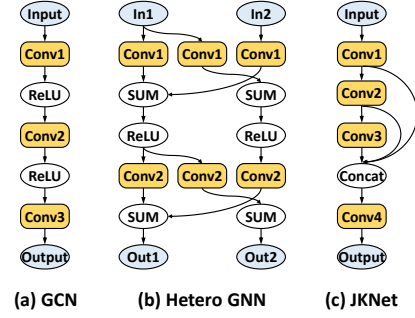 Input
Conv1
ReLU
Conv2
ReLU
Conv3
Output
(a) GCN
In1 In2
Conv1 Conv1 Conv1
SUM SUM
ReLU ReLU
Conv2 Conv2 Conv2
SUM SUM
Out1 Out2
(b) Hetero GNN
Input
Conv1
Conv2
Conv3
Concat
Conv4
Output
(c) JKNet